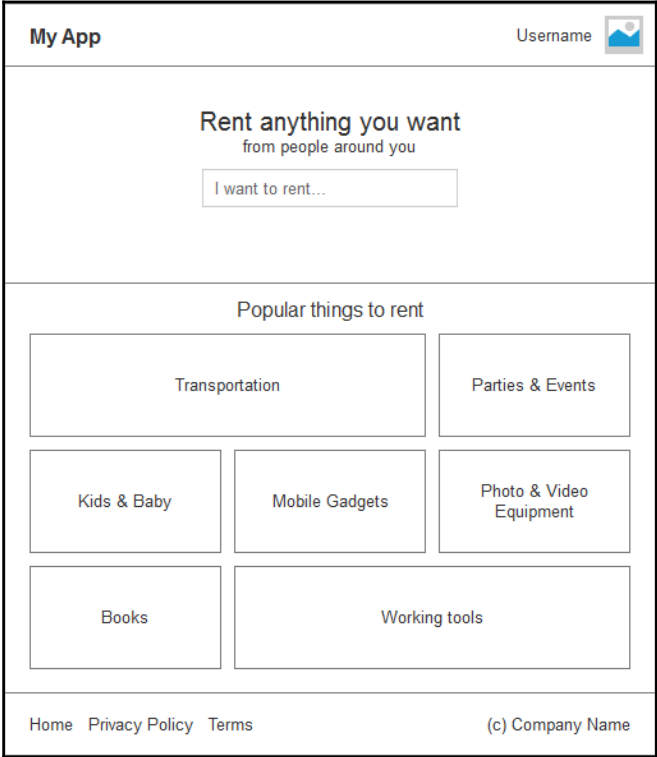 My App
Username
Rent anything you want
from people around you
I want to rent...
Popular things to rent
Transportation
Parties & Events
Kids & Baby
Mobile Gadgets
Photo & Video
Equipment
Books
Working tools
Home Privacy Policy Terms
(c) Company Name